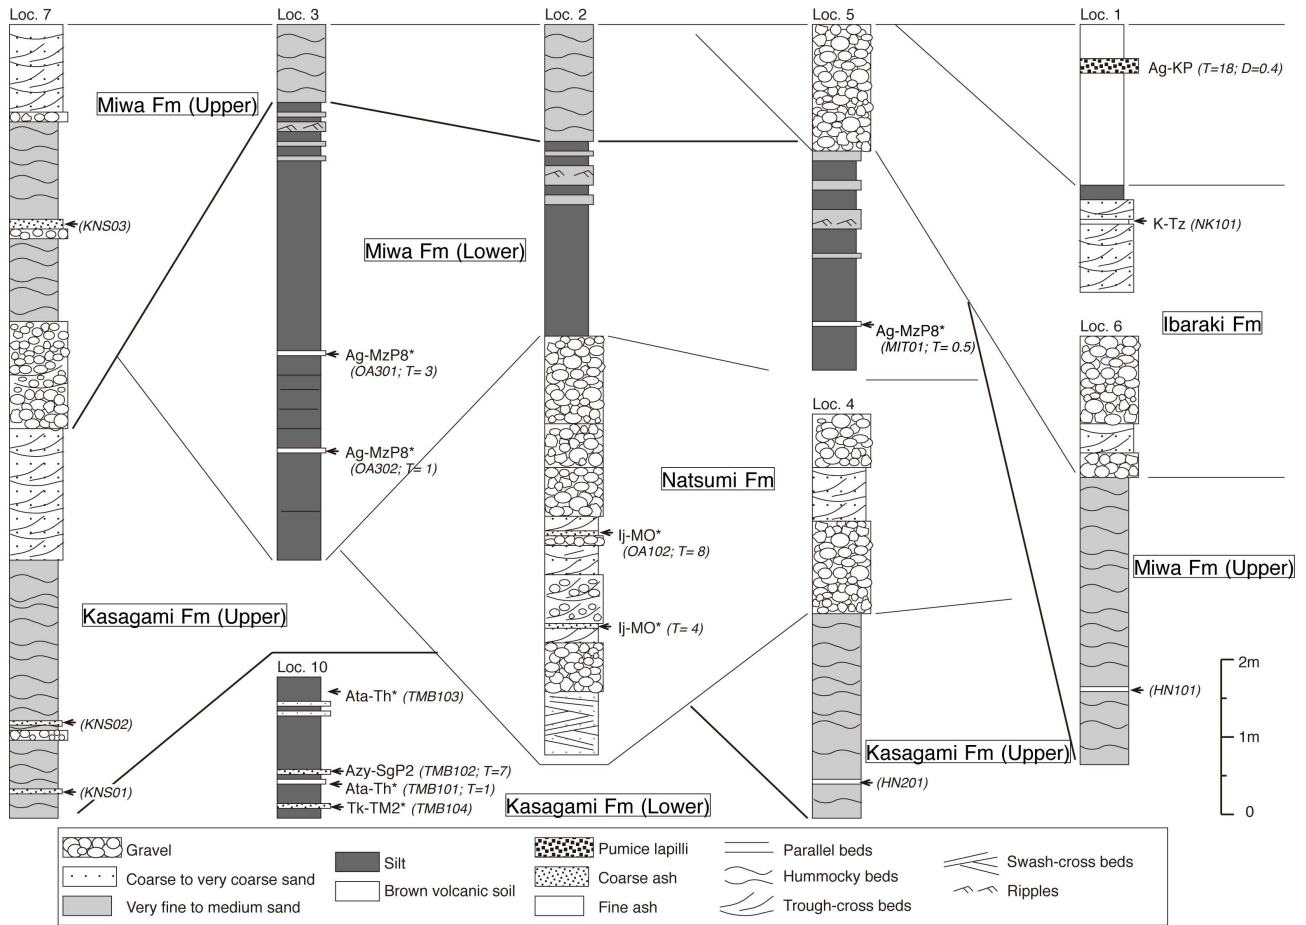 Loc. 7
Loc. 3
Loc. 2
Loc. 5
Loc. 1
Ag-KP (T=18; D=0.4)
Miwa Fm (Upper)
(KNS03)
K-Tz (NK101)
Miwa Fm (Lower)
Ag-MzP8*
(MIT01; T= 0.5)
Ibaraki Fm
Loc. 6
Ag-MzP8*
(OA301; T= 3)
Loc. 4
Ag-MzP8*
(OA302; T= 1)
Natsumi Fm
Ij-MO*
(OA102; T= 8)
Miwa Fm (Upper)
Kasagami Fm (Upper)
Ij-MO* (T= 4)
Loc. 10
2m
Ata-Th* (TMB103)
(HN101)
(KNS02)
1m
Kasagami Fm (Upper)
Azy-SgP2 (TMB102; T=7)
Ata-Th* (TMB101; T=1)
(HN201)
(KNS01)
Tk-TM2* (TMB104)
Kasagami Fm (Lower)
0
Gravel
Coarse to very coarse sand
Very fine to medium sand
Silt
Brown volcanic soil
Pumice lapilli
Coarse ash
Fine ash
Parallel beds
Hummocky beds
Trough-cross beds
Swash-cross beds
Ripples